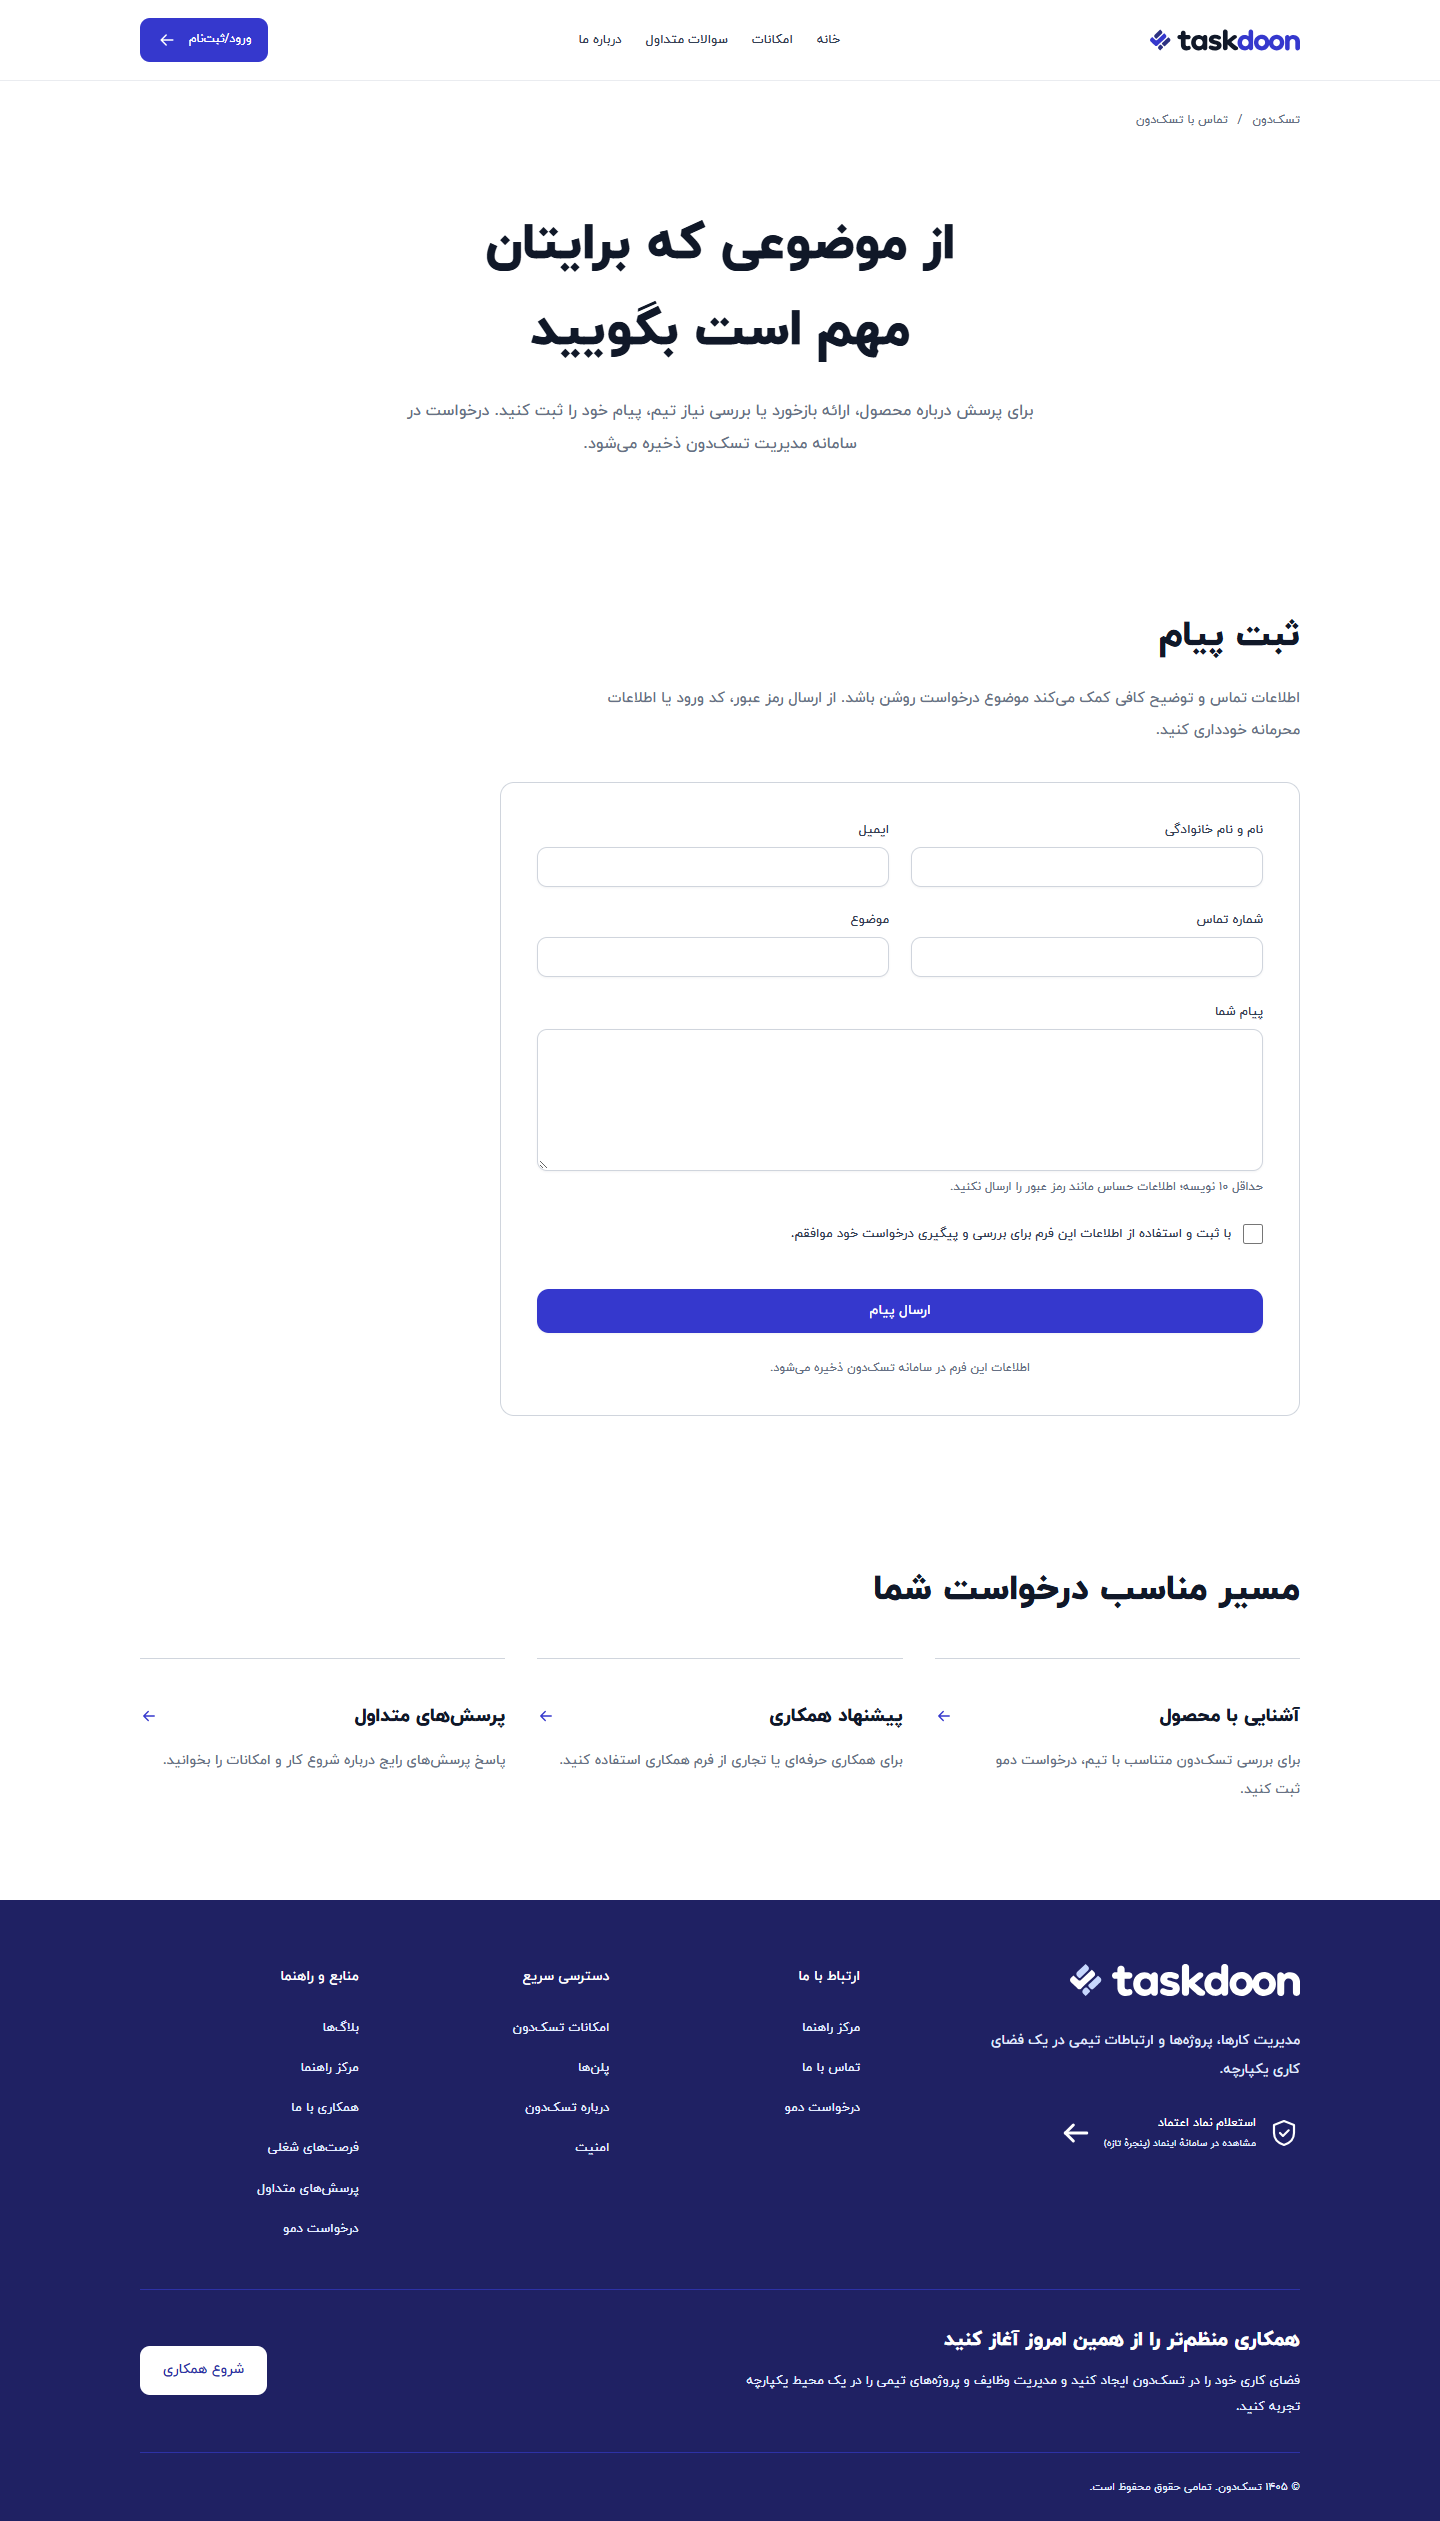 taskdoon
خانه
امکانات
سوالات متداول
درباره ما
ورود/ثبت‌نام
تسک‌دون / تماس با تسک‌دون
از موضوعی که برایتان
مهم است بگویید
برای پرسش درباره محصول، ارائه بازخورد یا بررسی نیاز تیم، پیام خود را ثبت کنید. درخواست در
سامانه مدیریت تسک‌دون ذخیره می‌شود.
ثبت پیام
اطلاعات تماس و توضیح کافی کمک می‌کند موضوع درخواست روشن باشد. از ارسال رمز عبور، کد ورود یا اطلاعات
محرمانه خودداری کنید.
نام و نام خانوادگی
ایمیل
شماره تماس
موضوع
پیام شما
حداقل ۱۰ نویسه؛ اطلاعات حساس مانند رمز عبور را ارسال نکنید.
با ثبت و استفاده از اطلاعات این فرم برای بررسی و پیگیری درخواست خود موافقم.
ارسال پیام
اطلاعات این فرم در سامانه تسک‌دون ذخیره می‌شود.
مسیر مناسب درخواست شما
آشنایی با محصول
برای بررسی تسک‌دون متناسب با تیم، درخواست دمو
ثبت کنید.
پیشنهاد همکاری
برای همکاری حرفه‌ای یا تجاری از فرم همکاری استفاده کنید.
پرسش‌های متداول
پاسخ پرسش‌های رایج درباره شروع کار و امکانات را بخوانید.
taskdoon
مدیریت کارها، پروژه‌ها و ارتباطات تیمی در یک فضای
کاری یکپارچه.
استعلام نماد اعتماد
مشاهده در سامانهٔ اینماد (پنجرهٔ تازه)
ارتباط با ما
مرکز راهنما
تماس با ما
درخواست دمو
دسترسی سریع
امکانات تسک‌دون
پلن‌ها
درباره تسک‌دون
امنیت
منابع و راهنما
بلاگ‌ها
مرکز راهنما
همکاری با ما
فرصت‌های شغلی
پرسش‌های متداول
درخواست دمو
همکاری منظم‌تر را از همین امروز آغاز کنید
فضای کاری خود را در تسک‌دون ایجاد کنید و مدیریت وظایف و پروژه‌های تیمی را در یک محیط یکپارچه
تجربه کنید.
شروع همکاری
© ۱۴۰۵ تسک‌دون. تمامی حقوق محفوظ است.